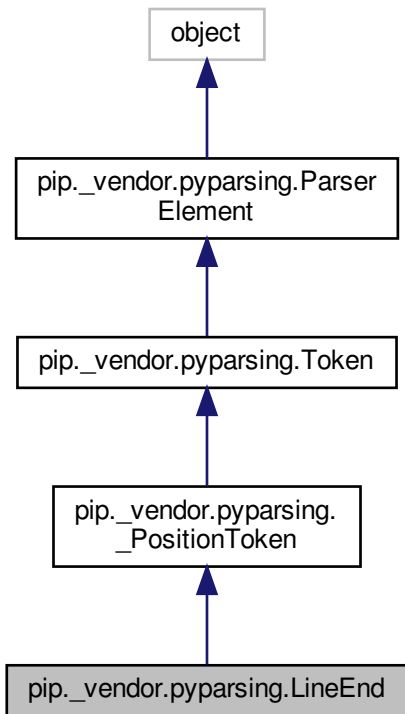 object
pip._vendor.pyparsing.Parser
Element
pip._vendor.pyparsing.Token
pip._vendor.pyparsing.
_PositionToken
pip._vendor.pyparsing.LineEnd